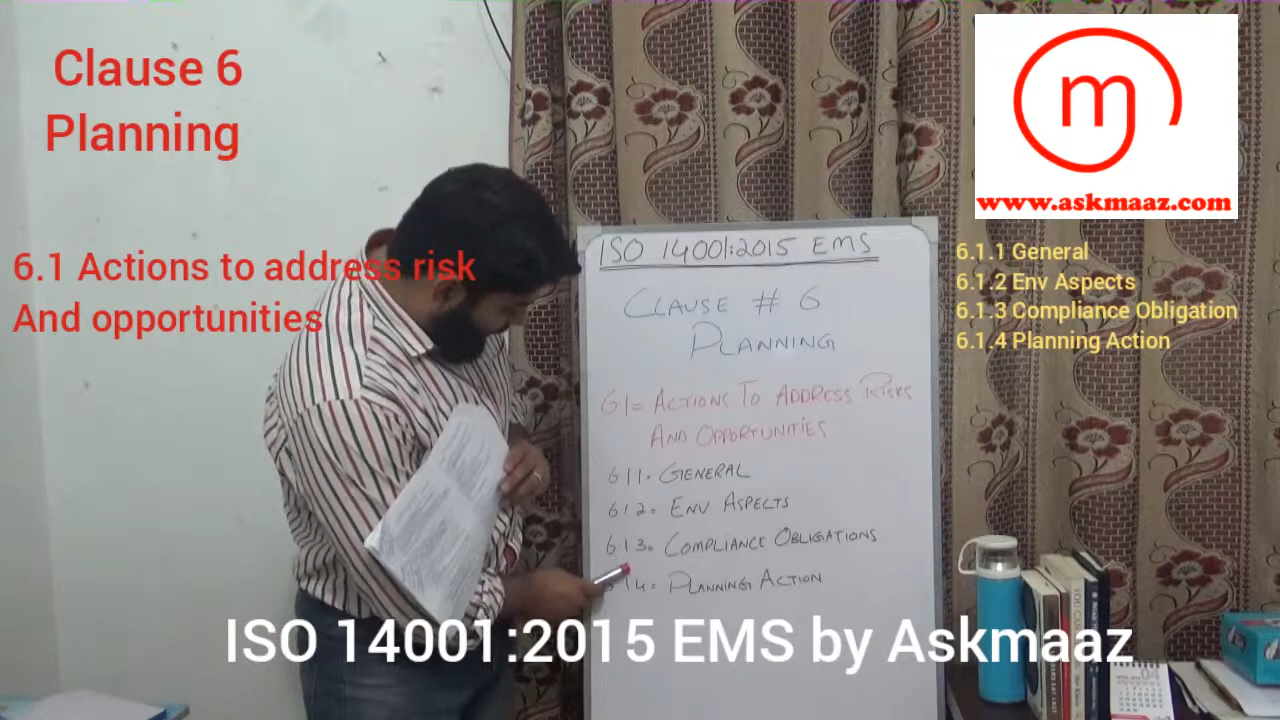 Clause 6
Planning
6.1 Actions to address risk
And opportunities
m
www.askmaaz.com
6.1.1 General
6.1.2 Env Aspects
6.1.3 Compliance Obligation
6.1.4 Planning Action
ISO 14001:2015 EMS
CLAUSE # 6
PLANNING
6.1= ACTIONS TO ADDRESS RISKS
AND OPPORTUNITIES
6.1.1= GENERAL
6.1.2= ENV ASPECTS
6.1.3= COMPLIANCE OBLIGATIONS
1.4= PLANNING ACTION
04
ISO 14001:2015 EMS by Askmaaz